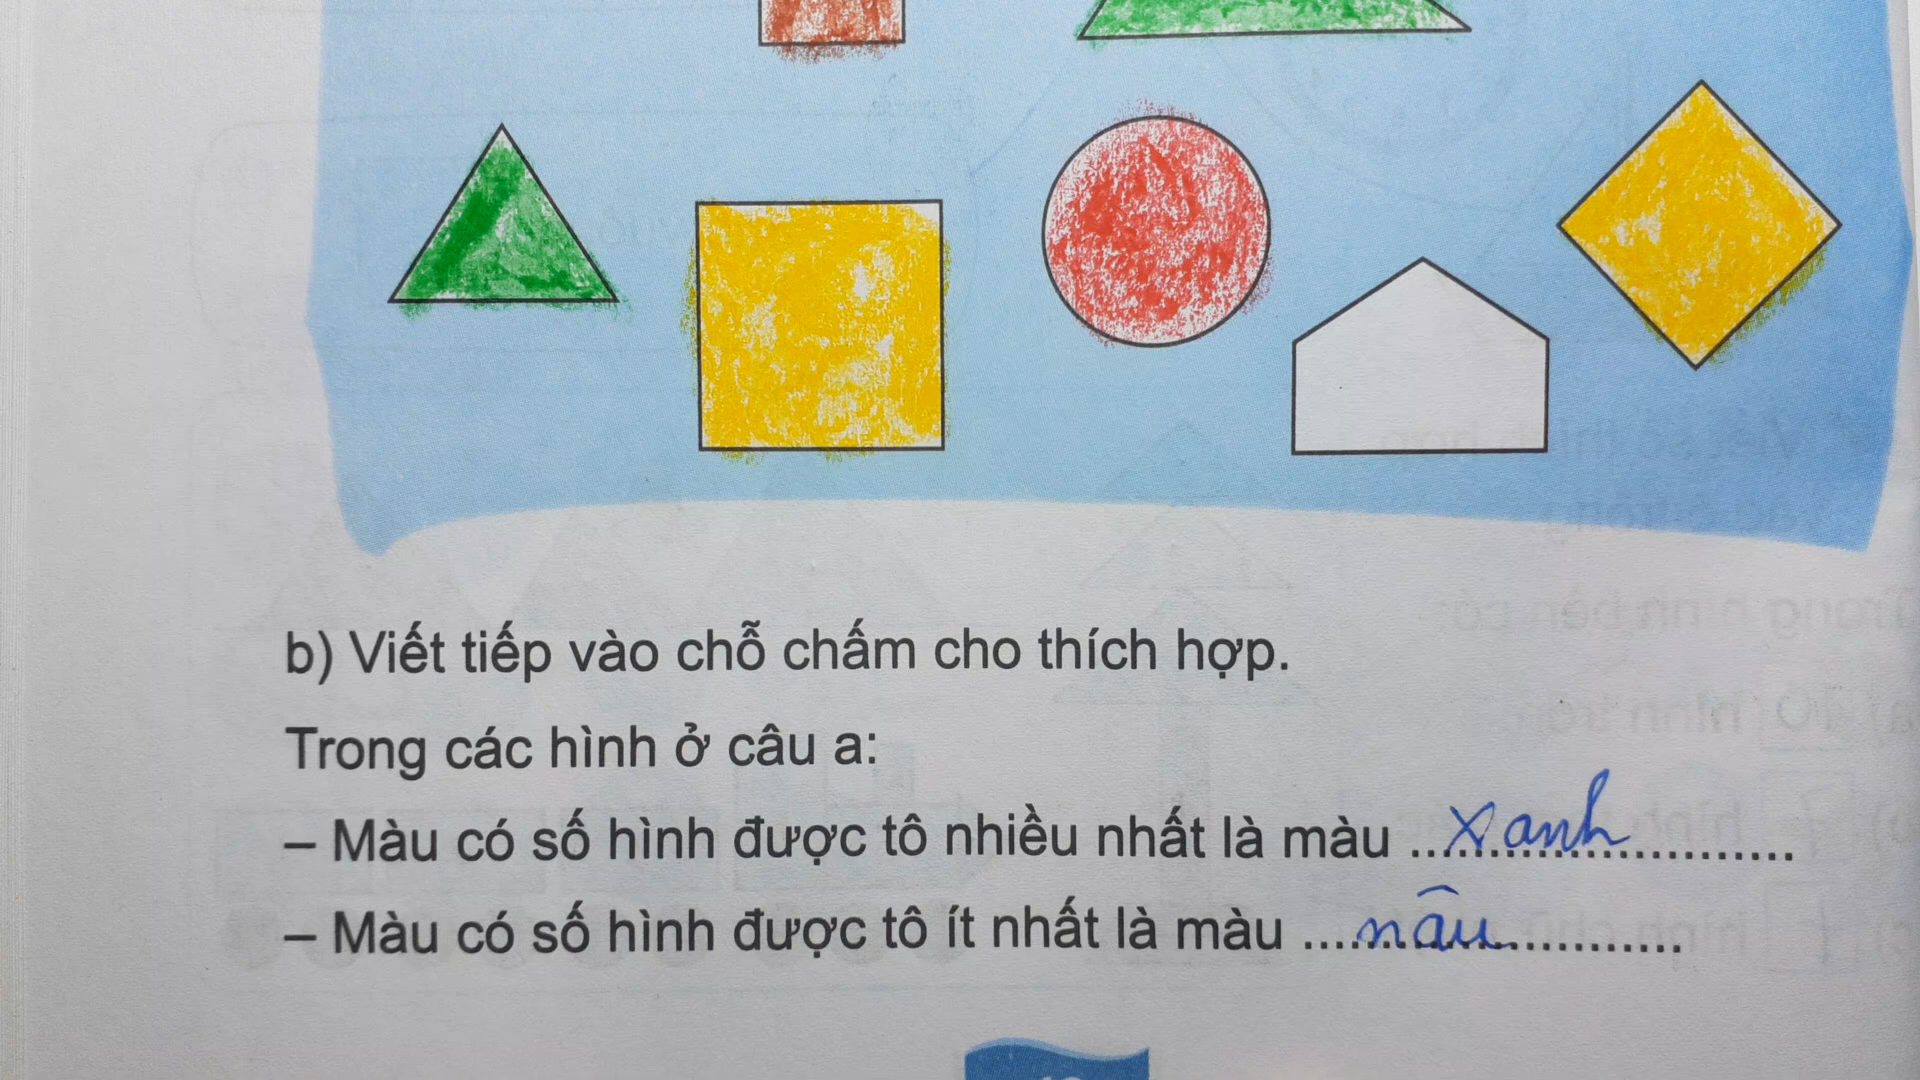 b) Viết tiếp vào chỗ chấm cho thích hợp.
Trong các hình ở câu a:
– Màu có số hình được tô nhiều nhất là màu ....xanh....................
– Màu có số hình được tô ít nhất là màu ....nâu....................